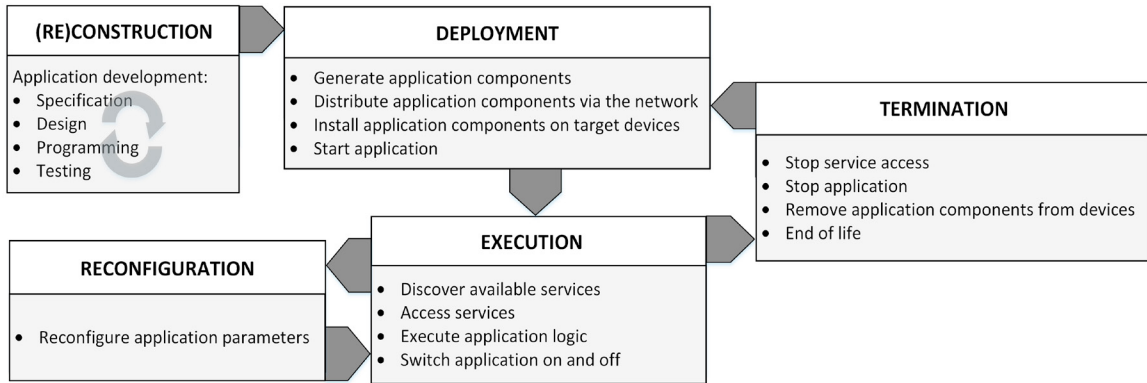 (RE)CONSTRUCTION
Application development:
• Specification
• Design
• Programming
• Testing
DEPLOYMENT
• Generate application components
• Distribute application components via the network
• Install application components on target devices
• Start application
TERMINATION
• Stop service access
• Stop application
• Remove application components from devices
• End of life
EXECUTION
• Discover available services
• Access services
• Execute application logic
• Switch application on and off
RECONFIGURATION
• Reconfigure application parameters